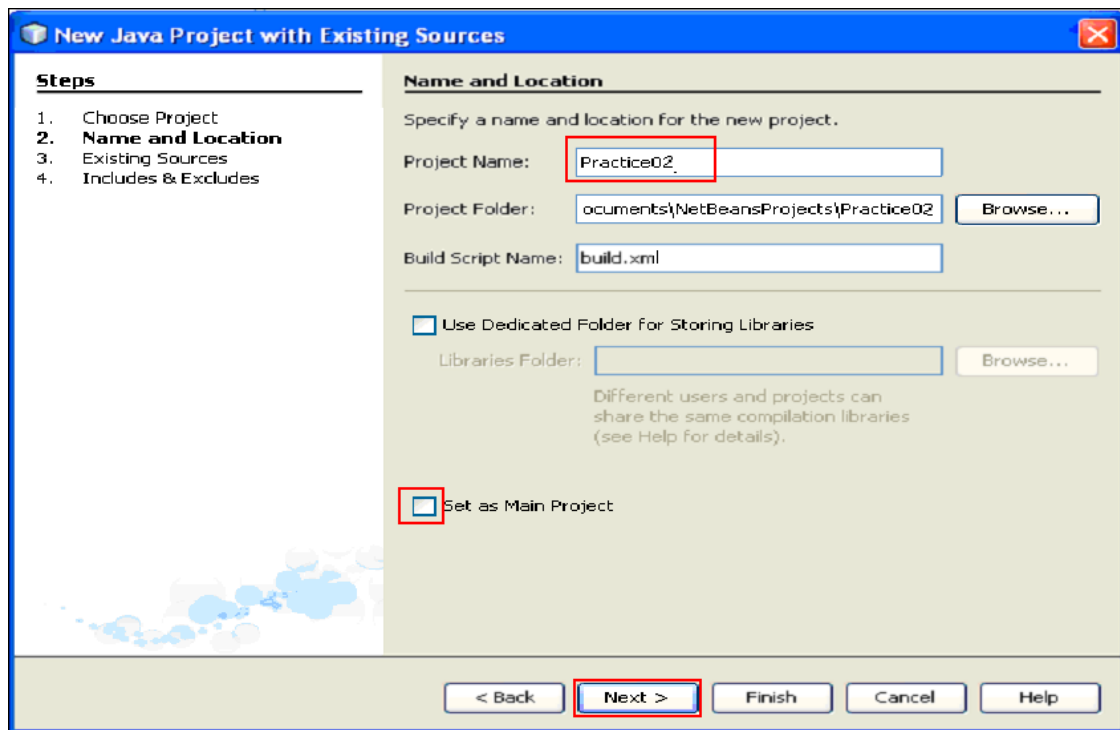 New Java Project with Existing Sources
Steps
1. Choose Project
2. Name and Location
3. Existing Sources
4. Includes & Excludes
Name and Location
Specify a name and location for the new project.
Project Name: Practice02
Project Folder: ocuments\NetBeansProjects\Practice02 Browse...
Build Script Name: build.xml
Use Dedicated Folder for Storing Libraries
Libraries Folder: Browse...
Different users and projects can
share the same compilation libraries
(see Help for details).
Set as Main Project
< Back Next > Finish Cancel Help